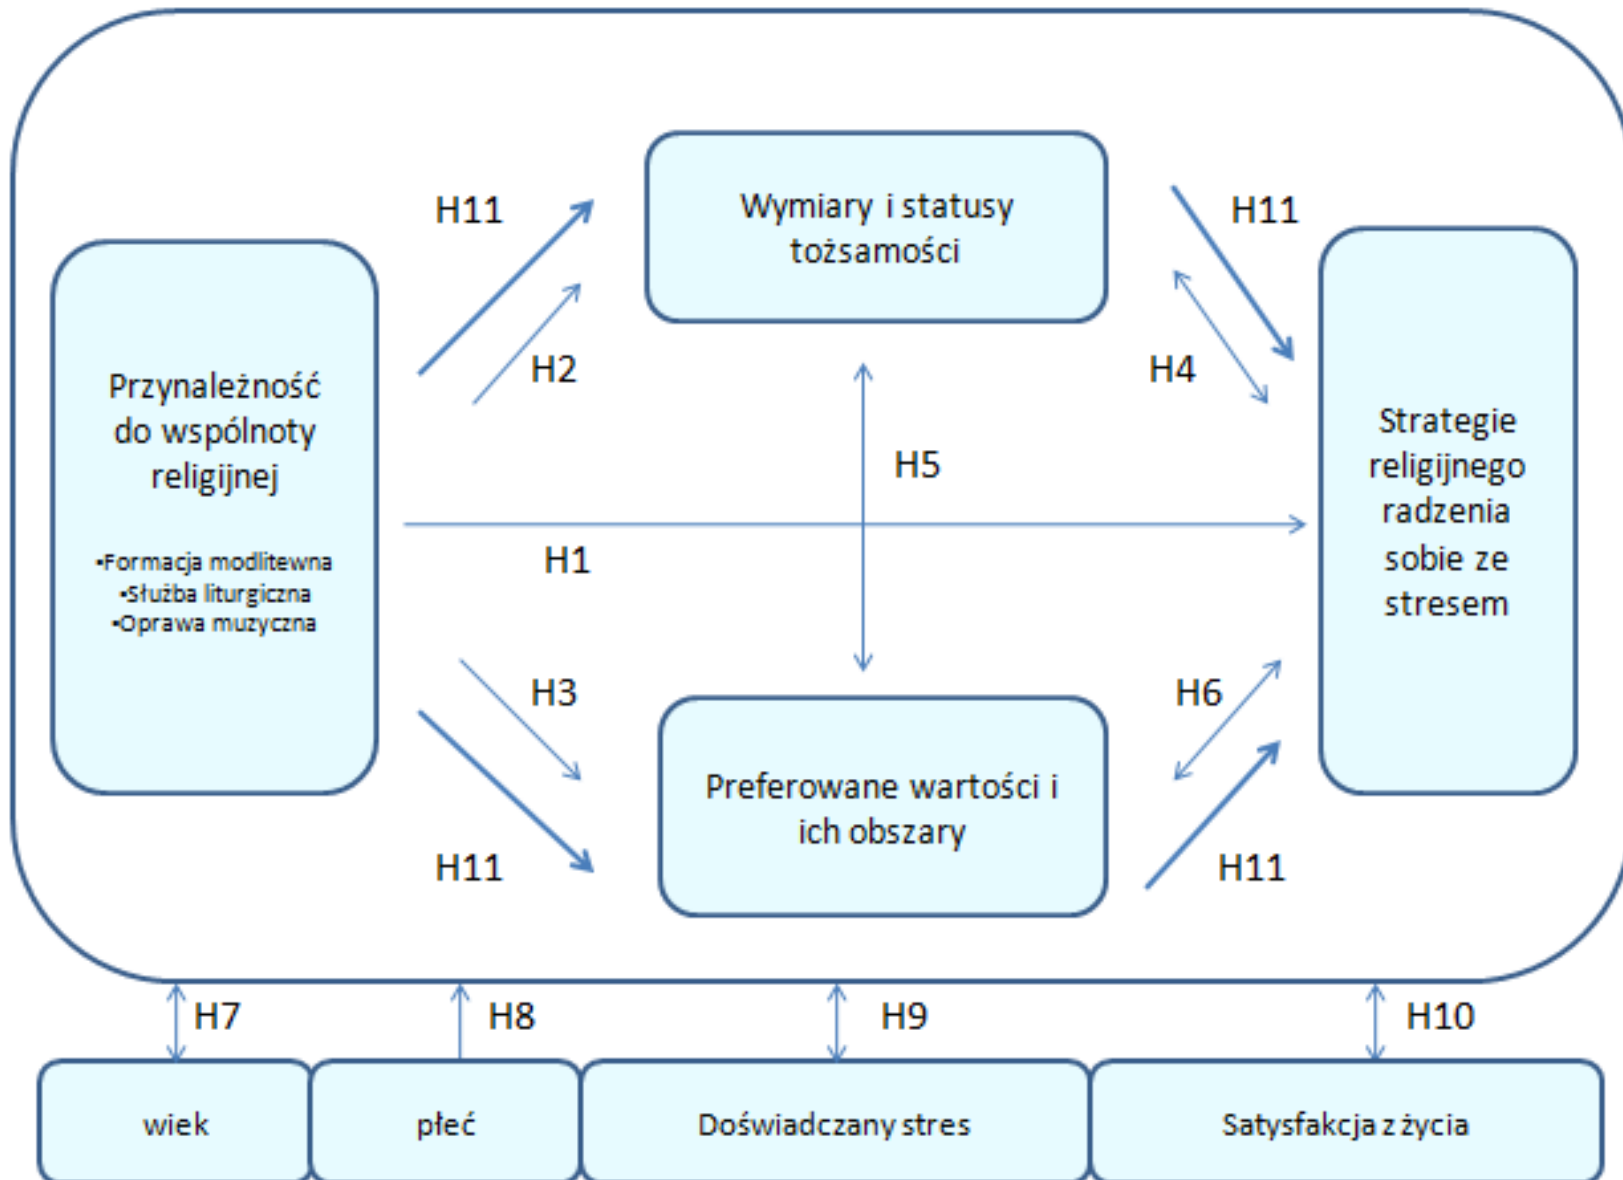 H11
Wymiary i statusy
tożsamości
H11
H2
H4
Przynależność
do wspólnoty
religijnej
▪Formacja modlitewna
▪Służba liturgiczna
▪Oprawa muzyczna
H5
H1
Strategie
religijnego
radzenia
sobie ze
stresem
H3
H6
Preferowane wartości i
ich obszary
H11
H11
H7
H8
H9
H10
wiek
płeć
Doświadczany stres
Satysfakcja z życia